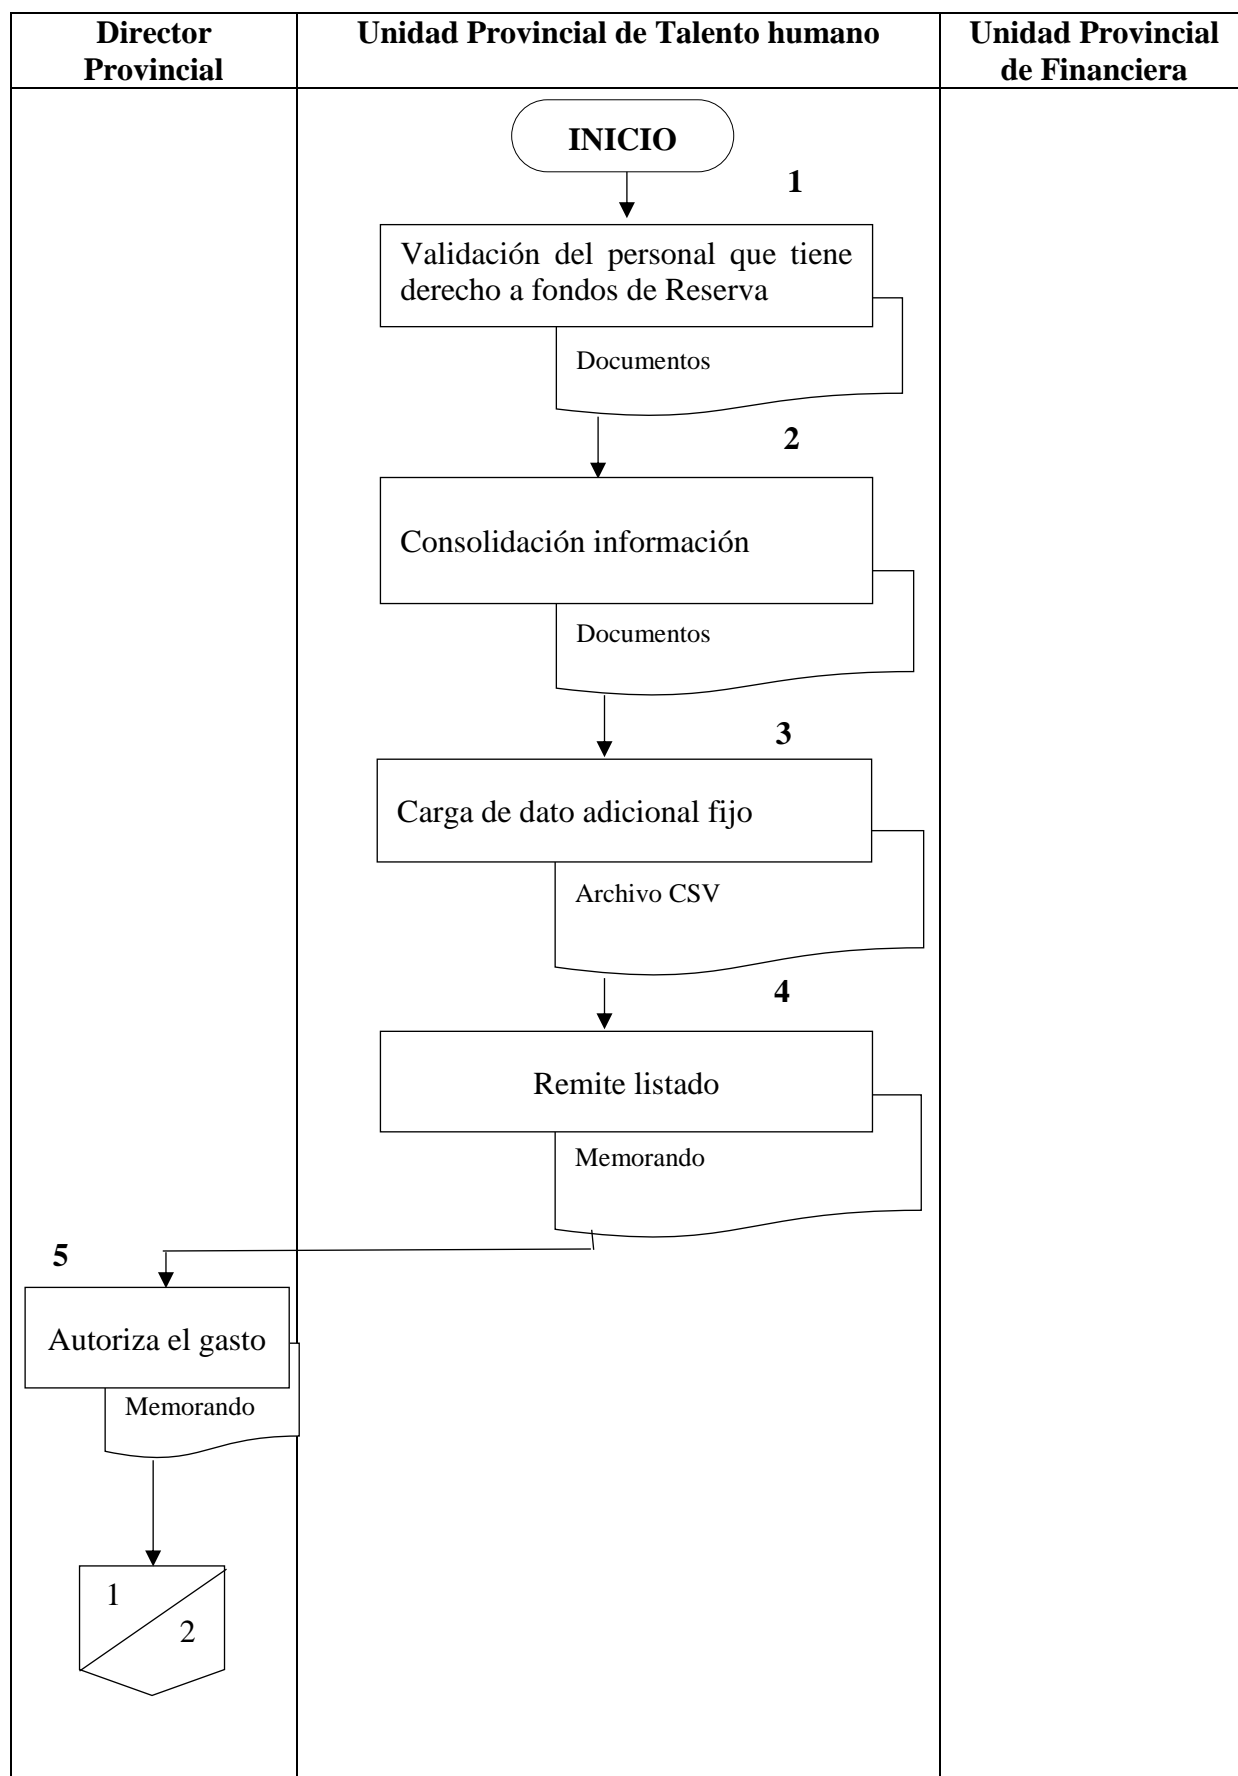 Director
Provincial
Unidad Provincial de Talento humano
Unidad Provincial
de Financiera
INICIO
1
Validación del personal que tiene
derecho a fondos de Reserva
Documentos
2
Consolidación información
Documentos
3
Carga de dato adicional fijo
Archivo CSV
4
Remite listado
Memorando
5
Autoriza el gasto
Memorando
1
2